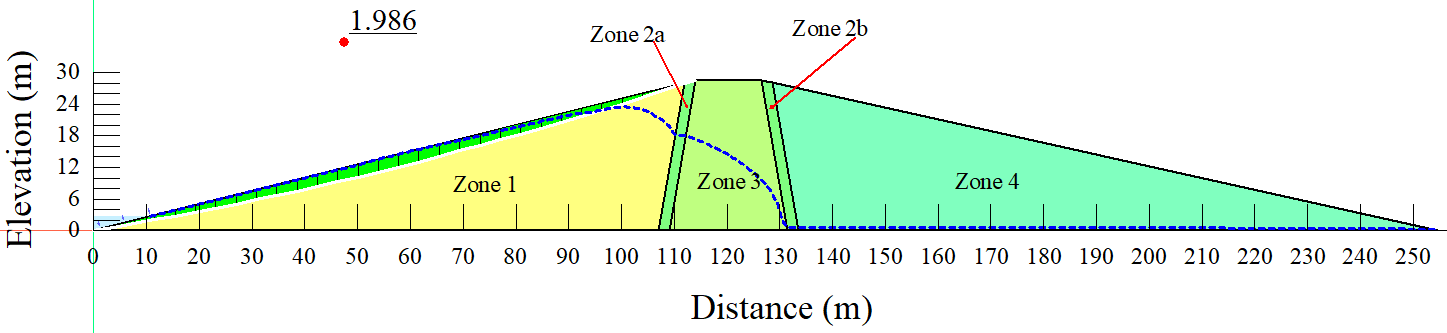 1.986
Zone 2a
Zone 2b
Elevation (m)
30
24
18
12
6
0
Zone 1
Zone 3
Zone 4
0 10 20 30 40 50 60 70 80 90 100 110 120 130 140 150 160 170 180 190 200 210 220 230 240 250
Distance (m)